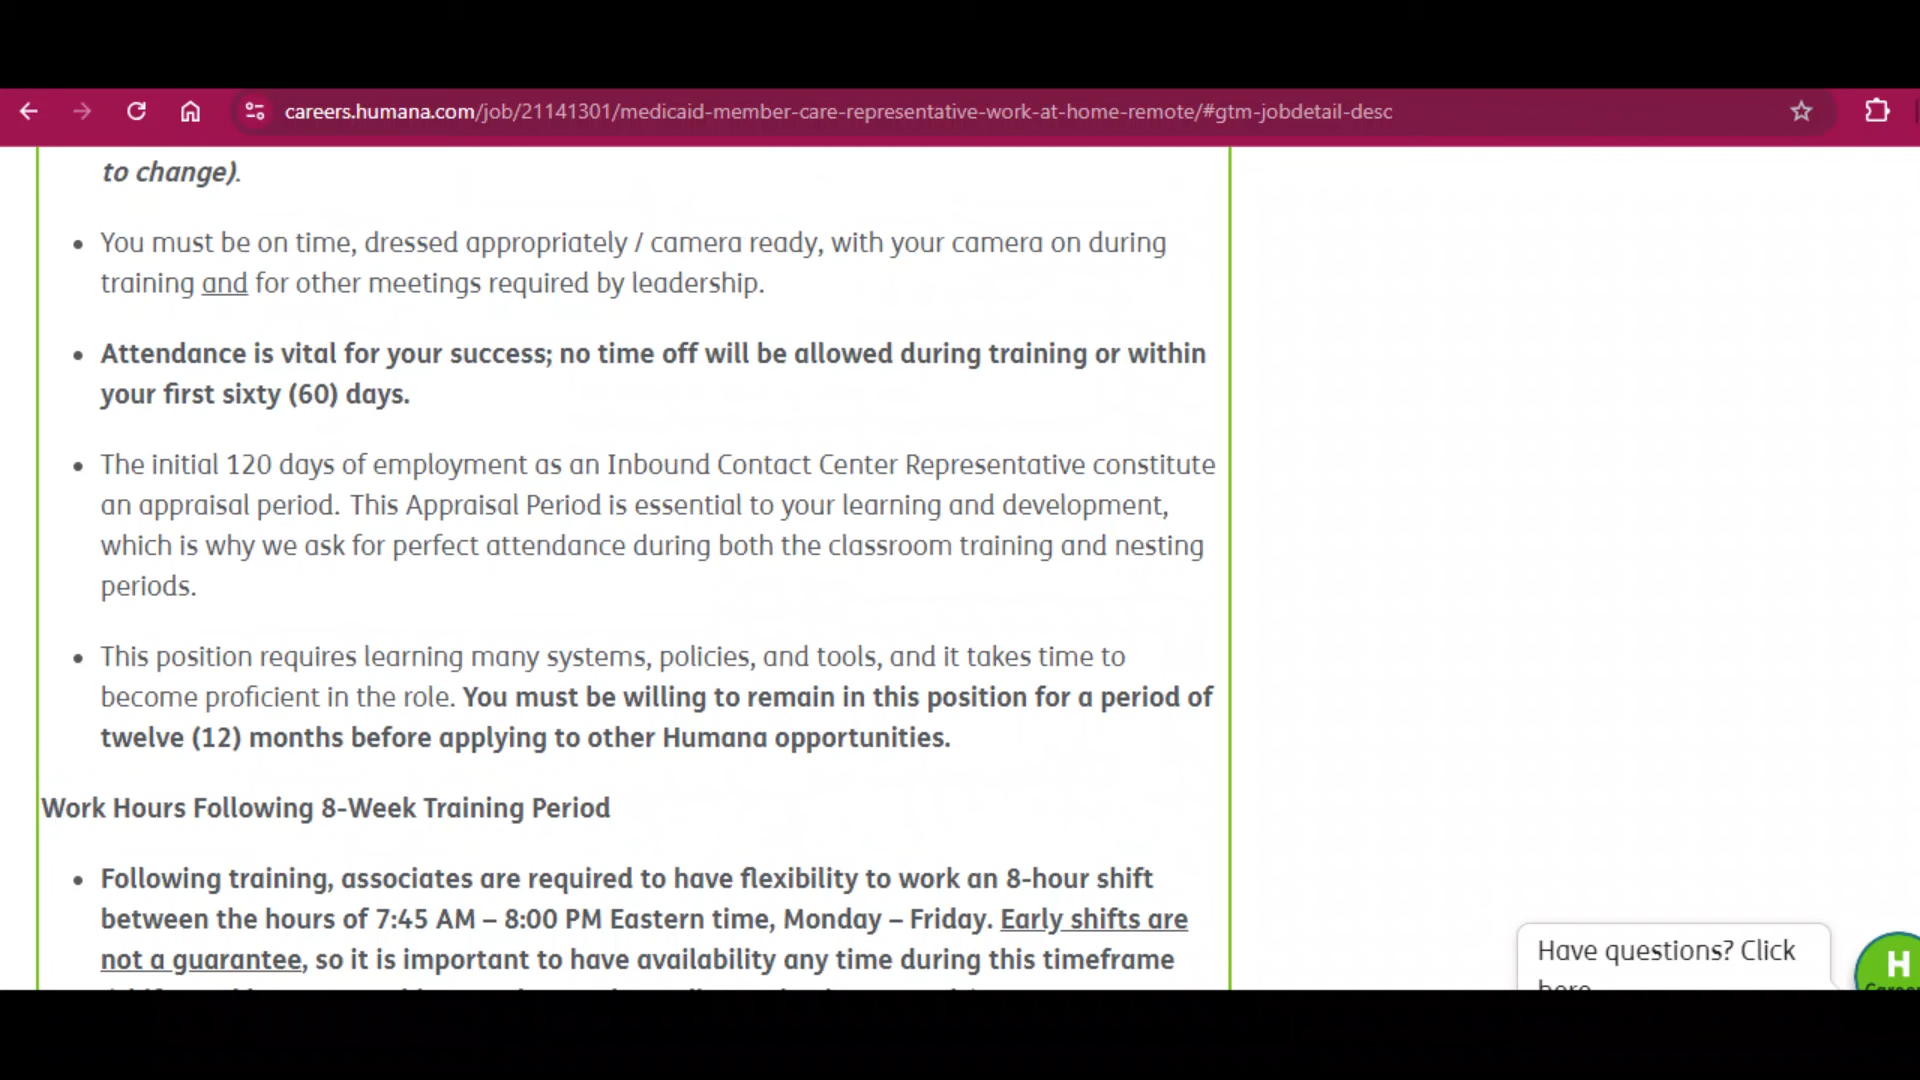 careers.humana.com/job/21141301/medicaid-member-care-representative-work-at-home-remote/#gtm-jobdetail-desc
to change).
• You must be on time, dressed appropriately / camera ready, with your camera on during
training and for other meetings required by leadership.
• Attendance is vital for your success; no time off will be allowed during training or within
your first sixty (60) days.
• The initial 120 days of employment as an Inbound Contact Center Representative constitute
an appraisal period. This Appraisal Period is essential to your learning and development,
which is why we ask for perfect attendance during both the classroom training and nesting
periods.
• This position requires learning many systems, policies, and tools, and it takes time to
become proficient in the role. You must be willing to remain in this position for a period of
twelve (12) months before applying to other Humana opportunities.
Work Hours Following 8-Week Training Period
• Following training, associates are required to have flexibility to work an 8-hour shift
between the hours of 7:45 AM – 8:00 PM Eastern time, Monday – Friday. Early shifts are
not a guarantee, so it is important to have availability any time during this timeframe
Have questions? Click
here
H